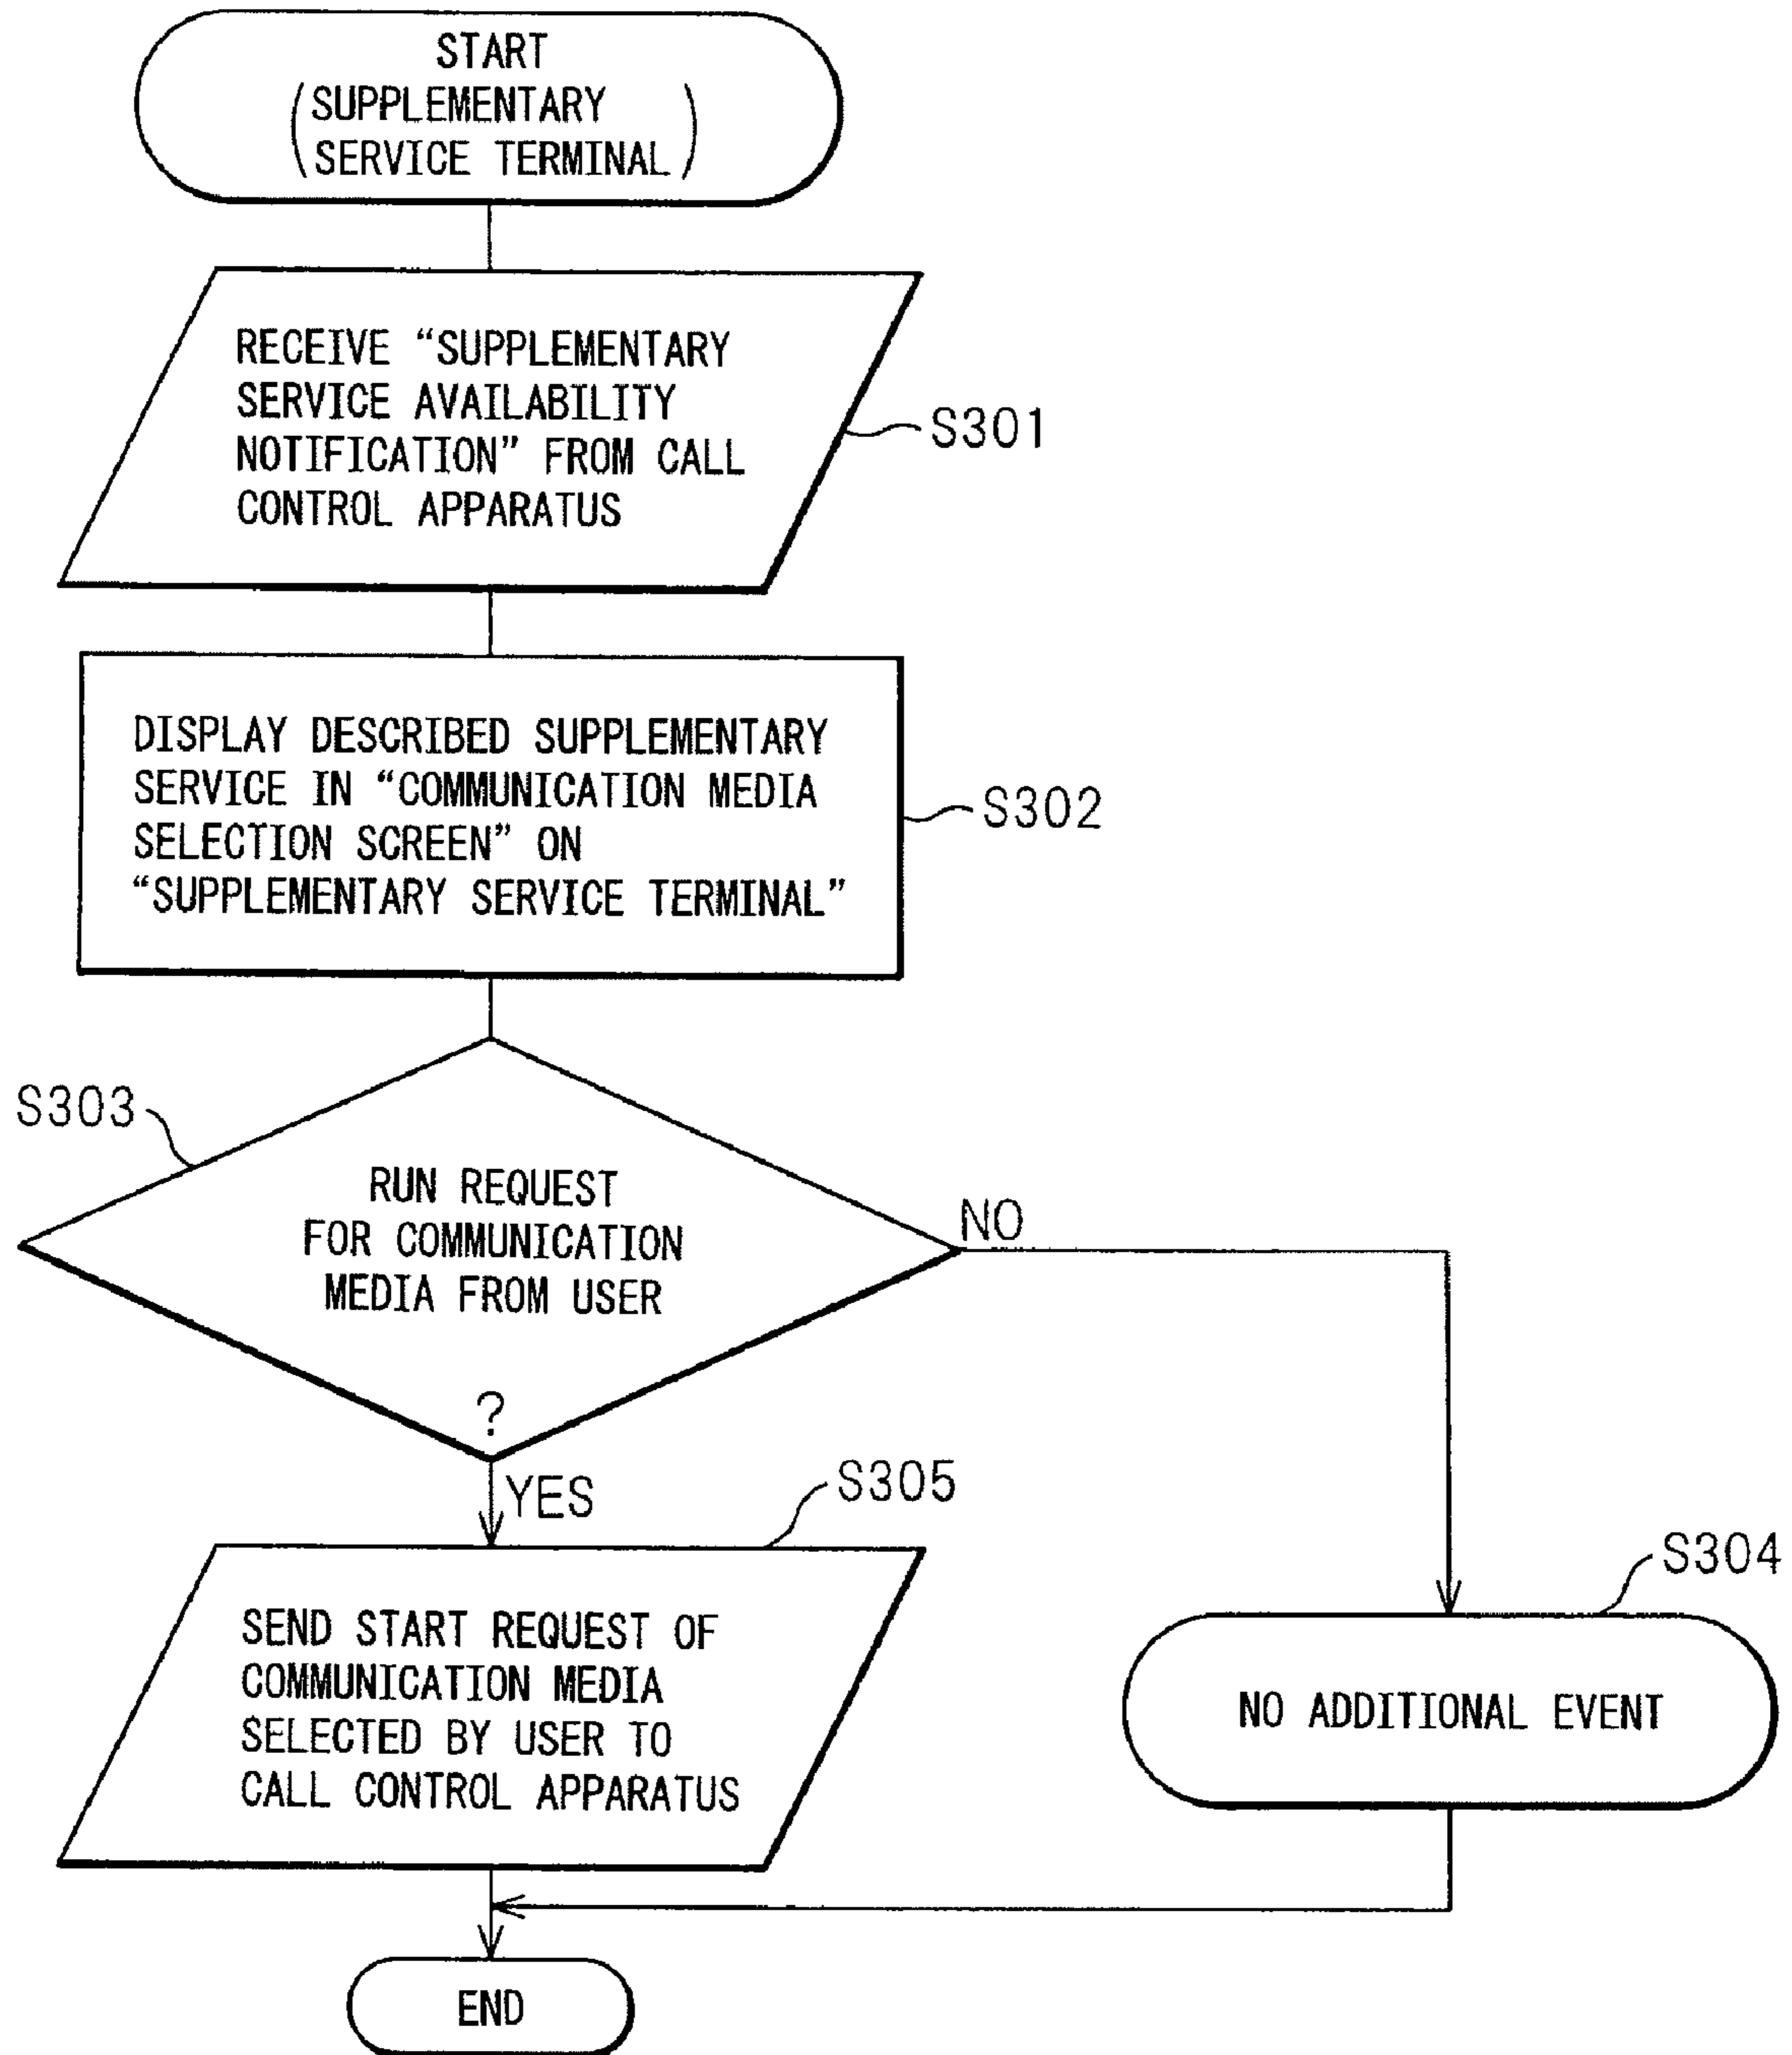 START
(SUPPLEMENTARY
SERVICE TERMINAL)
RECEIVE “SUPPLEMENTARY
SERVICE AVAILABILITY
NOTIFICATION” FROM CALL
CONTROL APPARATUS
S301
DISPLAY DESCRIBED SUPPLEMENTARY
SERVICE IN “COMMUNICATION MEDIA
SELECTION SCREEN” ON
“SUPPLEMENTARY SERVICE TERMINAL”
S302
S303
RUN REQUEST
FOR COMMUNICATION
MEDIA FROM USER
?
NO
YES
S305
SEND START REQUEST OF
COMMUNICATION MEDIA
SELECTED BY USER TO
CALL CONTROL APPARATUS
S304
NO ADDITIONAL EVENT
END